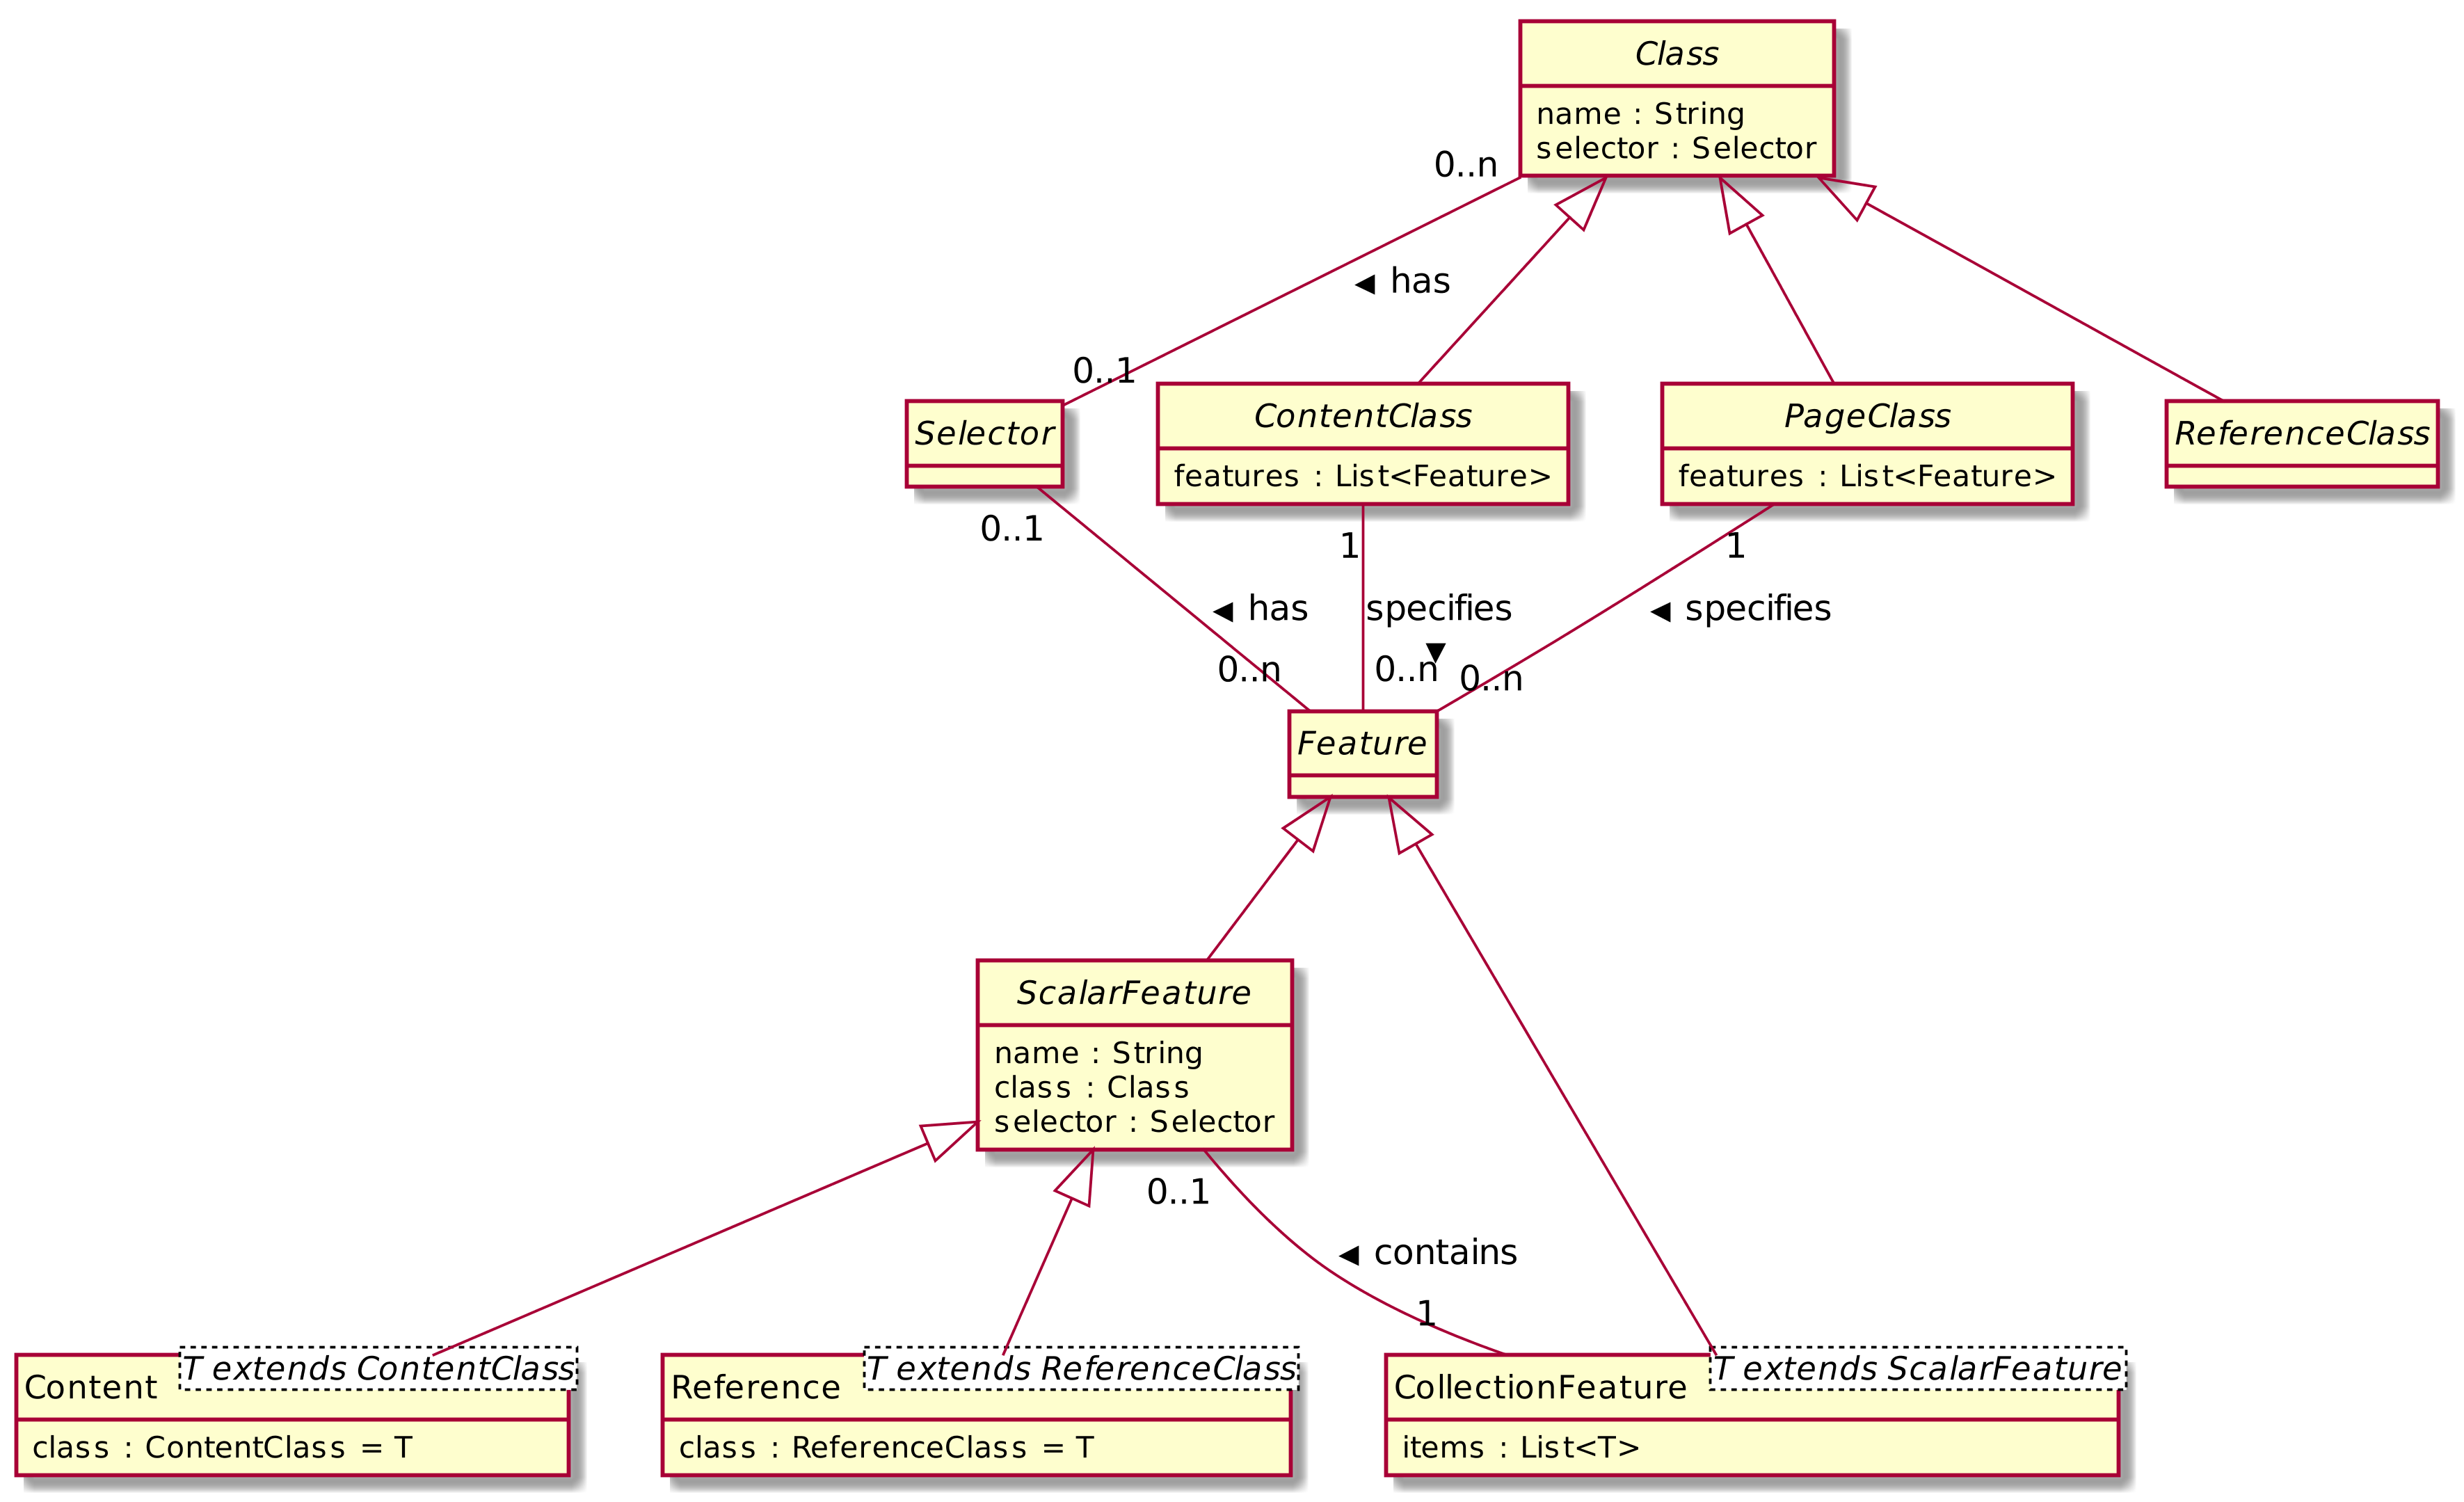 Class
name : String
selector : Selector
0..n
◄ has
0..1
Selector
ContentClass
features : List<Feature>
PageClass
features : List<Feature>
ReferenceClass
0..1
1
1
◄ has
specifies
▼
◄ specifies
0..n
0..n
0..n
Feature
ScalarFeature
name : String
class : Class
selector : Selector
0..1
◄ contains
1
Content
T extends ContentClass
class : ContentClass = T
Reference
T extends ReferenceClass
class : ReferenceClass = T
CollectionFeature
T extends ScalarFeature
items : List<T>